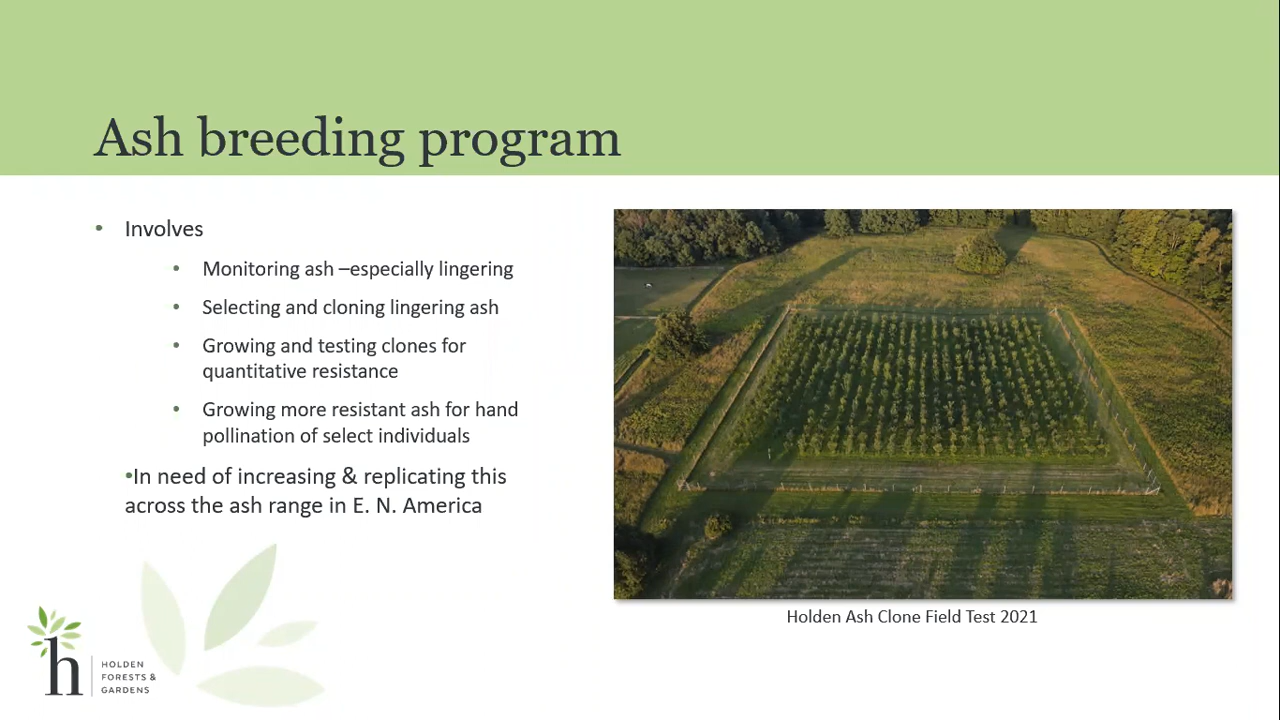 Ash breeding program
• Involves
• Monitoring ash –especially lingering
• Selecting and cloning lingering ash
• Growing and testing clones for
quantitative resistance
• Growing more resistant ash for hand
pollination of select individuals
•In need of increasing & replicating this
across the ash range in E. N. America
Holden Ash Clone Field Test 2021
h
HOLDEN
FORESTS &
GARDENS